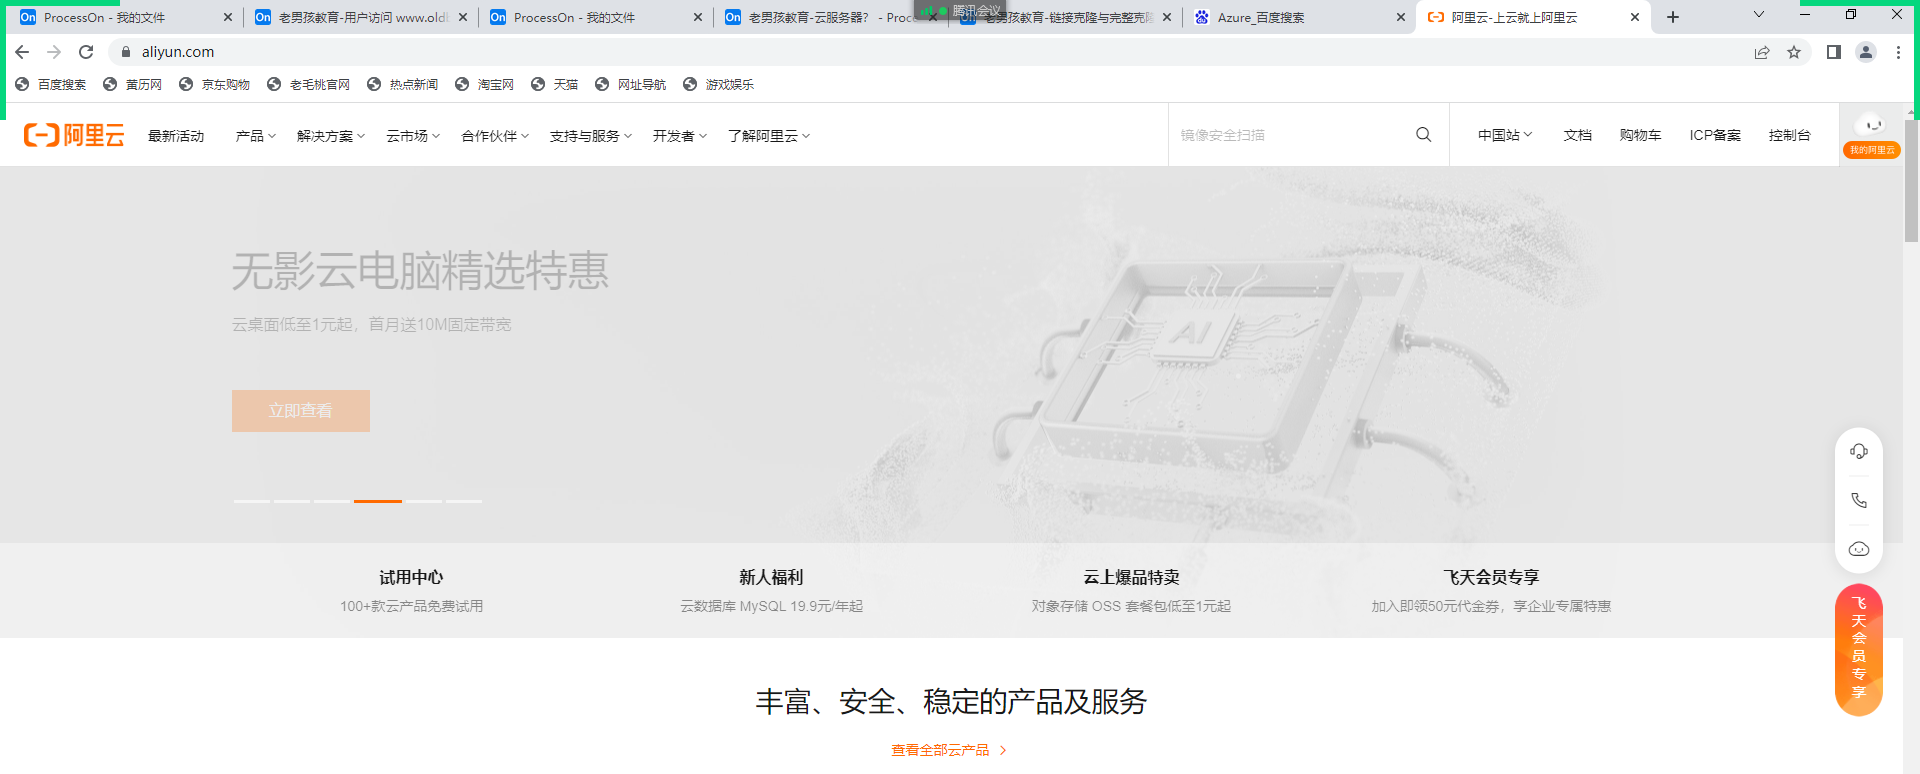 ProcessOn - 我的文件
老男孩教育-用户访问 www.old
ProcessOn - 我的文件
老男孩教育-云服务器？ - Proc
腾讯会议
老男孩教育-链接克隆与完整克隆
Azure_百度搜索
阿里云-上云就上阿里云
aliyun.com
百度搜索
黄历网
京东购物
老毛桃官网
热点新闻
淘宝网
天猫
网址导航
游戏娱乐
阿里云
最新活动
产品
解决方案
云市场
合作伙伴
支持与服务
开发者
了解阿里云
镜像安全扫描
中国站
文档
购物车
ICP备案
控制台
我的阿里云
无影云电脑精选特惠
云桌面低至1元起，首月送10M固定带宽
AI
立即查看
试用中心
100+款云产品免费试用
新人福利
云数据库 MySQL 19.9元/年起
云上爆品特卖
对象存储 OSS 套餐包低至1元起
飞天会员专享
加入即领50元代金券，享企业专属特惠
飞天会员专享
丰富、安全、稳定的产品及服务
查看全部云产品